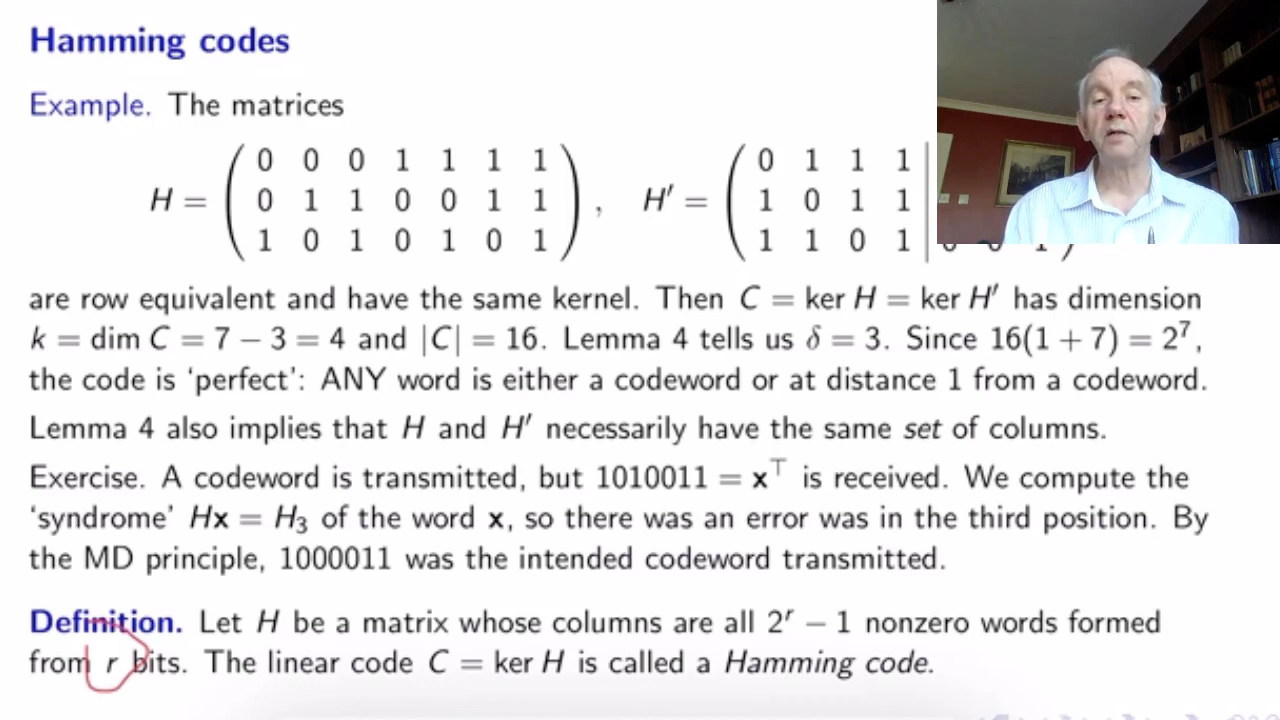 Hamming codes
Example. The matrices
H = ( 0 0 0 1 1 1 1 ) , H′ = ( 0 1 1 1 |
0 1 1 0 0 1 1 1 0 1 1
1 0 1 0 1 0 1 1 1 0 1
are row equivalent and have the same kernel. Then C = ker H = ker H′ has dimension
k = dim C = 7 − 3 = 4 and |C| = 16. Lemma 4 tells us δ = 3. Since 16(1 + 7) = 2⁷,
the code is ‘perfect’: ANY word is either a codeword or at distance 1 from a codeword.
Lemma 4 also implies that H and H′ necessarily have the same set of columns.
Exercise. A codeword is transmitted, but 1010011 = x⊤ is received. We compute the
‘syndrome’ Hx = H₃ of the word x, so there was an error was in the third position. By
the MD principle, 1000011 was the intended codeword transmitted.
Definition. Let H be a matrix whose columns are all 2ʳ − 1 nonzero words formed
from r bits. The linear code C = ker H is called a Hamming code.